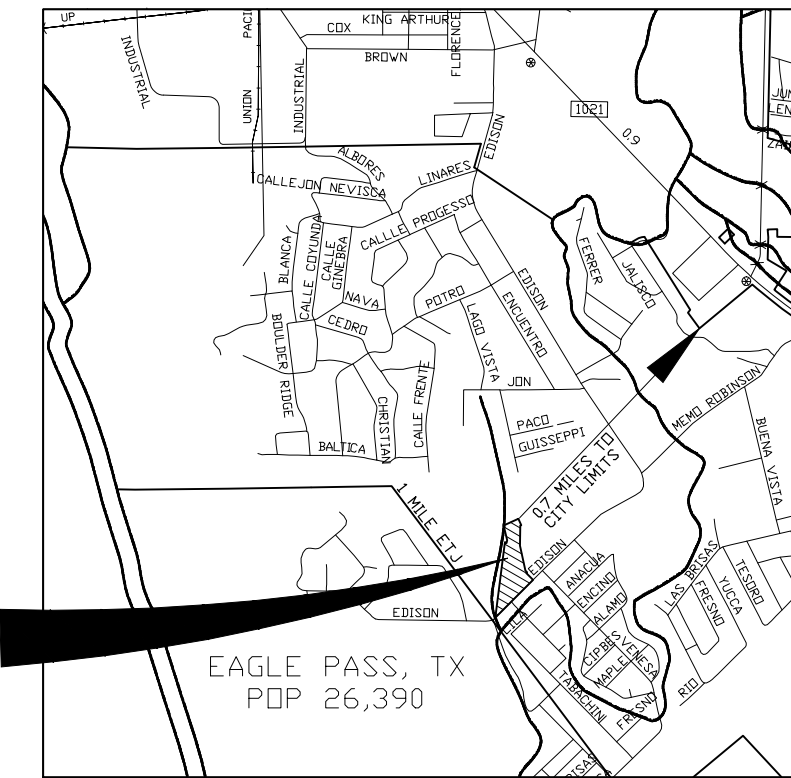 UP
COX
KING ARTHUR
FLORENCE
BROWN
INDUSTRIAL
UNION
INDUSTRIAL
1021
0.9
EDISON
ALBORES
CALLEJON NEVISCA
LINARES
CALLLE PROGESSO
BLANCA
CALLE COYUNDA
CALLE
GINEBRA
NAVA
CEDRO
POTRO
BOULDER RIDGE
LAGO VISTA
ENCUENTRO
EDISON
FERRER
JALISCO
JON
CALLE FRENTE
CHRISTIAN
BALTICA
PACO
GUISSEPPI
MEMO ROBINSON
BUENA VISTA
0.7 MILES TO
CITY LIMITS
1 MILE ETJ
EDISON
EDISON
ANACUA
ENCINO
ALAMO
LILA
CIPRES
VENESA
MAPLE
TABACHIN
FRESNO
RIO
LAS BRISAS
FRESNO
YUCCA
TESORO
EAGLE PASS, TX
POP 26,390